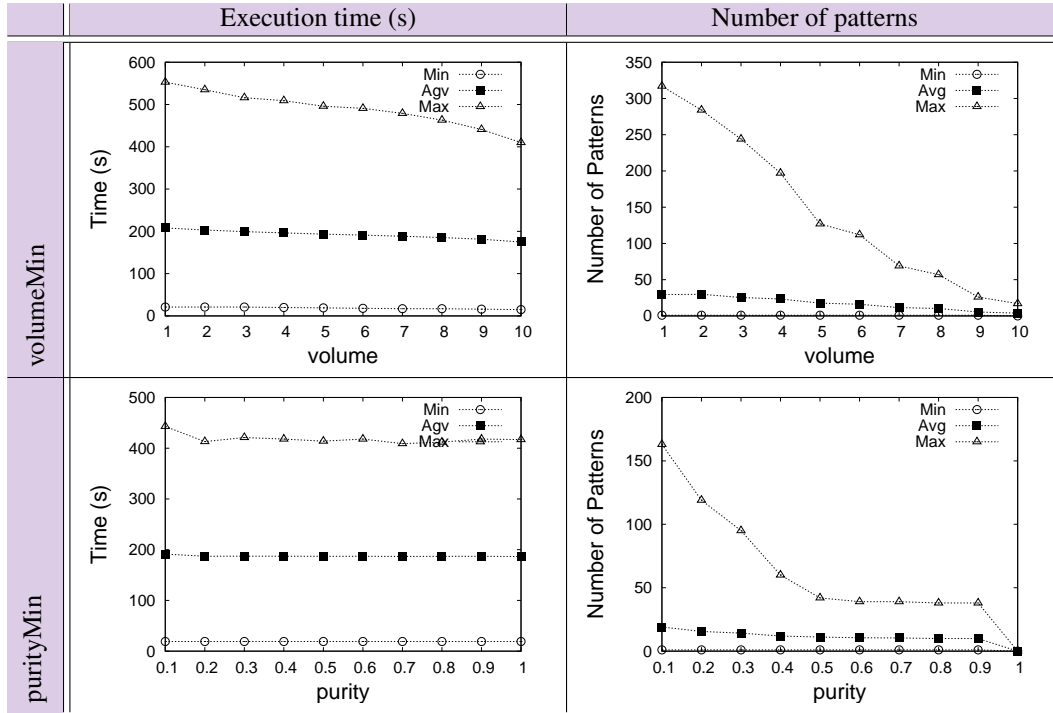 Execution time (s)
Number of patterns
volumeMin
600
500
400
300
200
100
0
Time (s)
Min
Agv
Max
1 2 3 4 5 6 7 8 9 10
volume
350
300
250
200
150
100
50
0
Number of Patterns
Min
Avg
Max
1 2 3 4 5 6 7 8 9 10
volume
purityMin
500
400
300
200
100
0
Time (s)
Min
Agv
Max
0.1 0.2 0.3 0.4 0.5 0.6 0.7 0.8 0.9 1
purity
200
150
100
50
0
Number of Patterns
Min
Avg
Max
0.1 0.2 0.3 0.4 0.5 0.6 0.7 0.8 0.9 1
purity